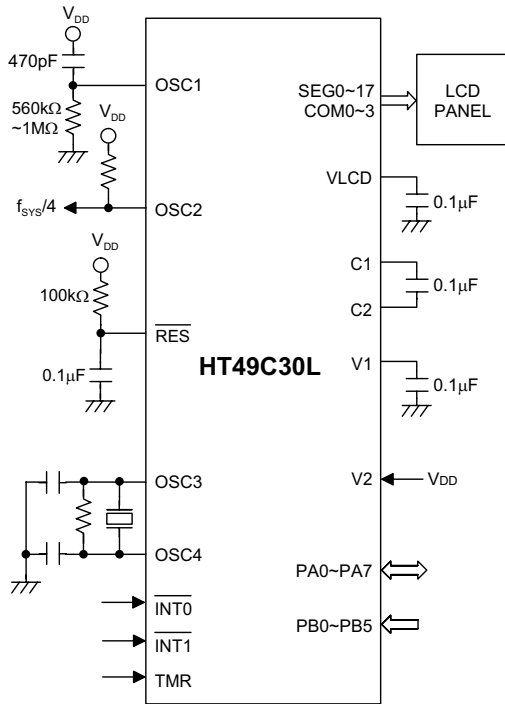 VDD
470pF
OSC1
560kΩ
~1MΩ
VDD
fSYS/4
OSC2
VDD
100kΩ
RES
0.1μF
OSC3
OSC4
INT0
INT1
TMR
HT49C30L
SEG0~17
COM0~3
LCD
PANEL
VLCD
0.1μF
C1
0.1μF
C2
V1
0.1μF
V2
VDD
PA0~PA7
PB0~PB5